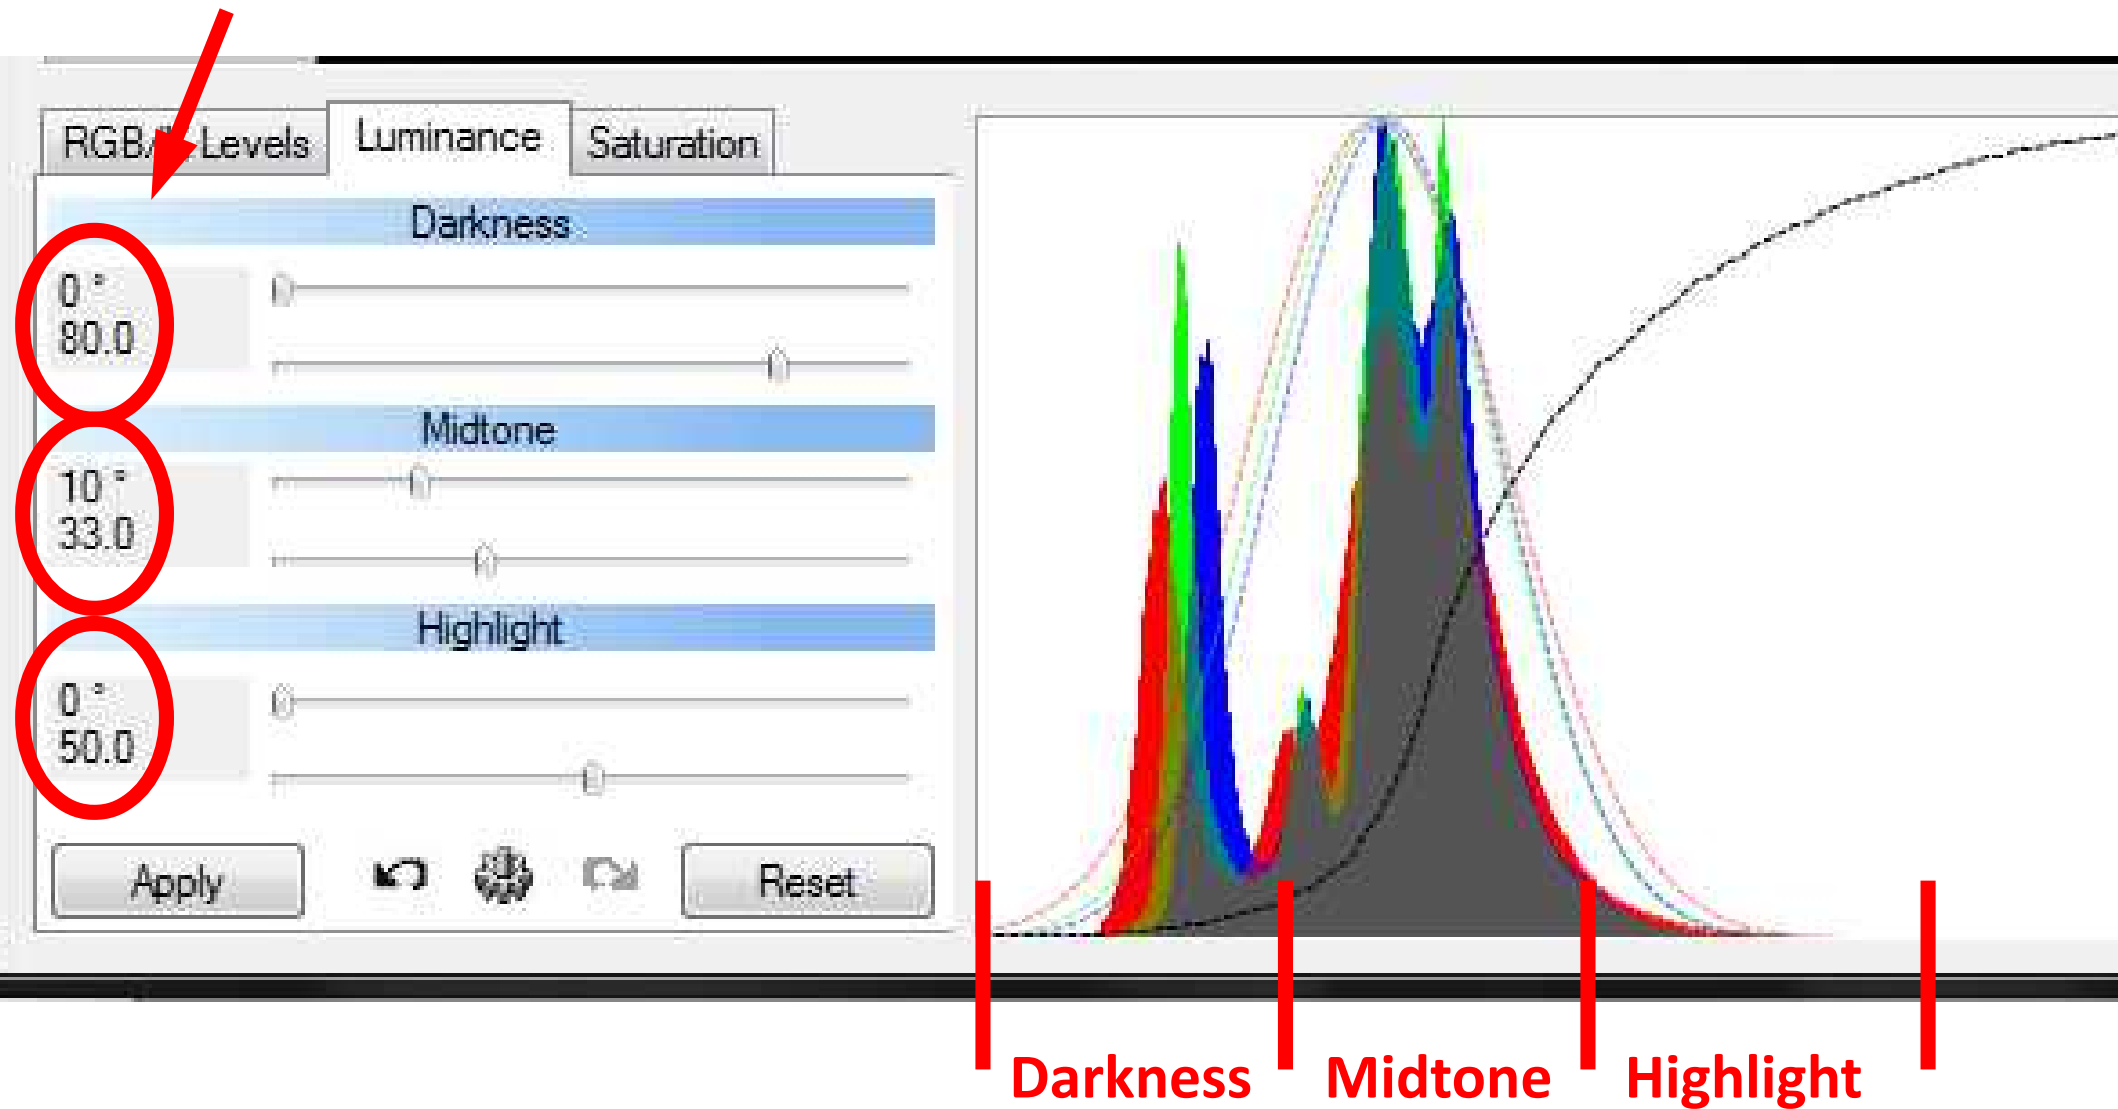 RGB/ Levels Luminance Saturation
Darkness
0 °
80.0
Midtone
10 °
33.0
Highlight
0 °
50.0
Apply Reset
Darkness Midtone Highlight